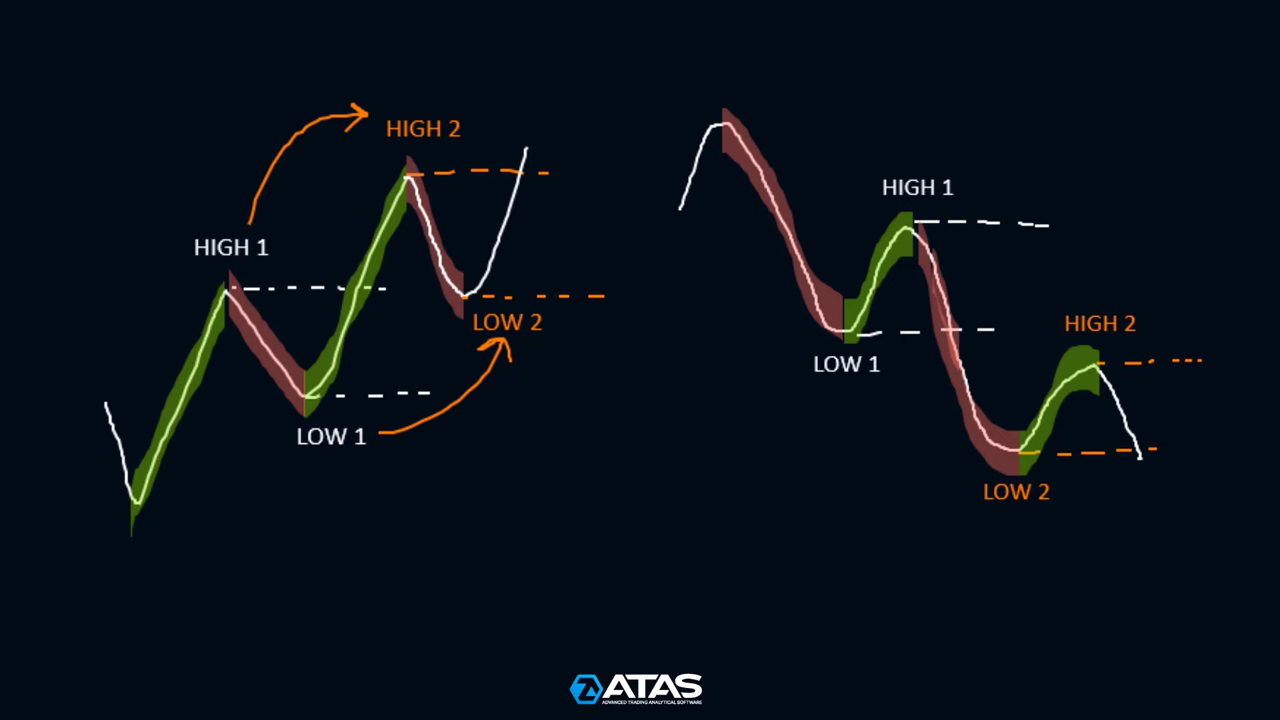 HIGH 2
HIGH 1
LOW 2
LOW 1
HIGH 1
HIGH 2
LOW 1
LOW 2
ATAS
ADVANCED TRADING ANALYTICAL SOFTWARE